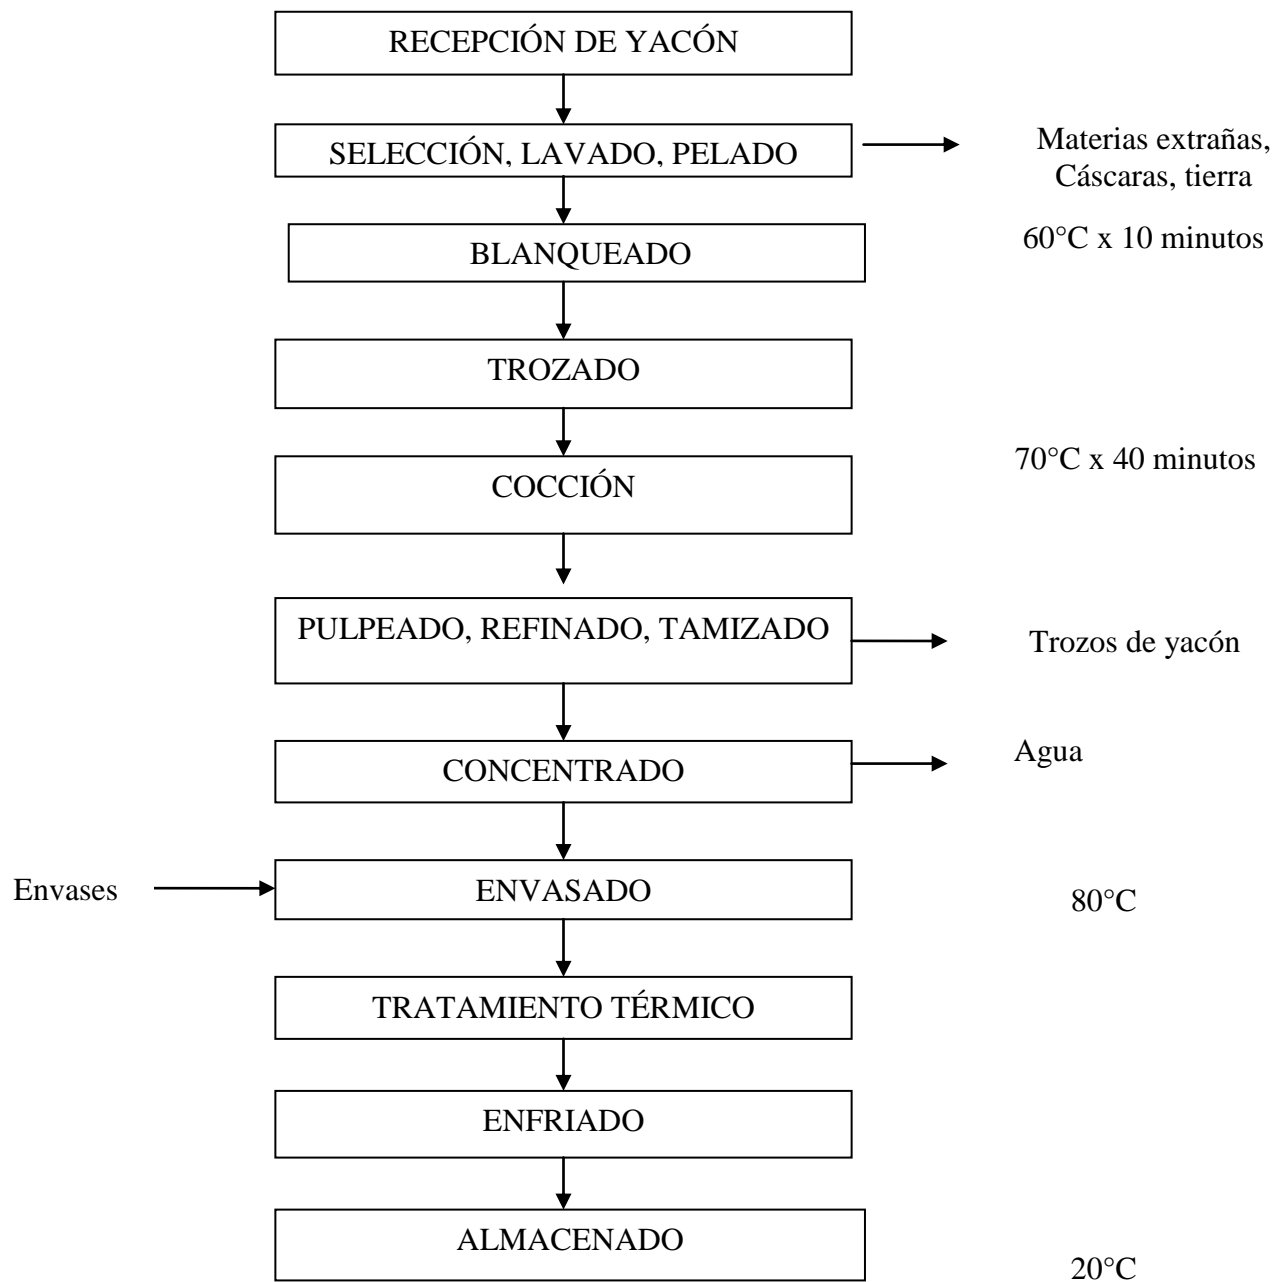 RECEPCIÓN DE YACÓN
SELECCIÓN, LAVADO, PELADO
Materias extrañas,
Cáscaras, tierra
BLANQUEADO
60°C x 10 minutos
TROZADO
COCCIÓN
70°C x 40 minutos
PULPEADO, REFINADO, TAMIZADO
Trozos de yacón
CONCENTRADO
Agua
Envases
ENVASADO
80°C
TRATAMIENTO TÉRMICO
ENFRIADO
ALMACENADO
20°C